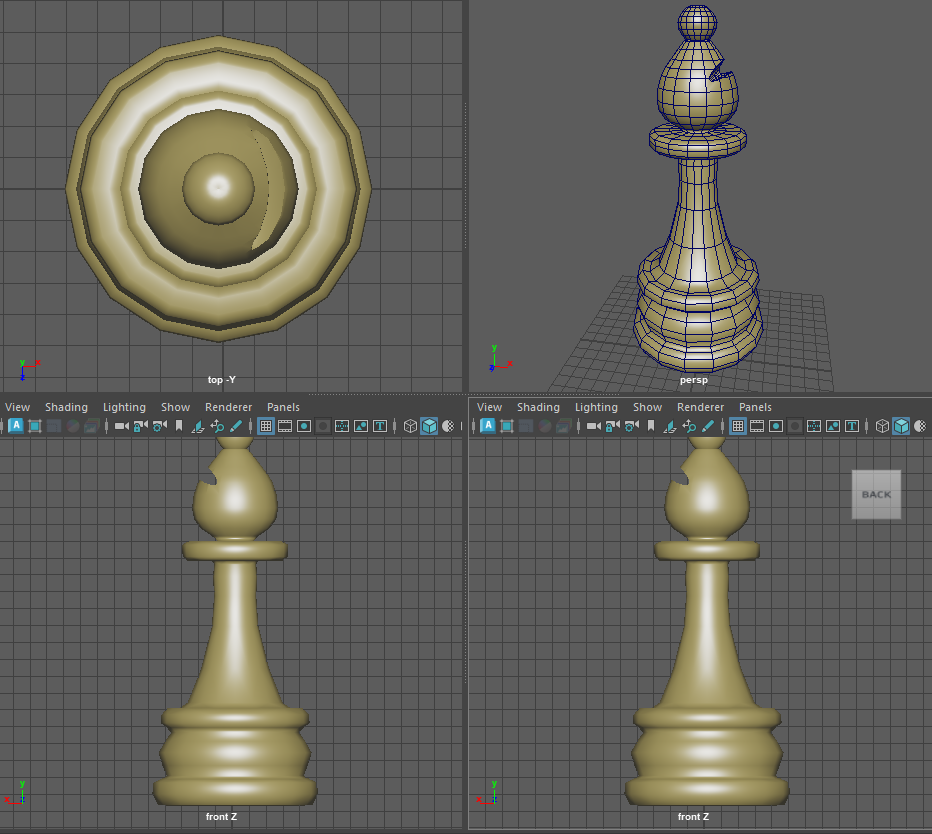 y
x
z
top -Y
y
x
z
persp
View Shading Lighting Show Renderer Panels
A
T
View Shading Lighting Show Renderer Panels
A
T
BACK
y
x
front Z
y
x
front Z